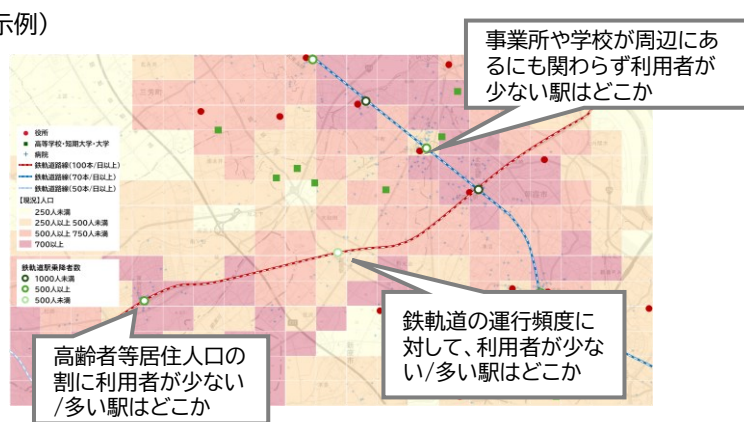 示例）
事業所や学校が周辺にあ
るにも関わらず利用者が
少ない駅はどこか
役所
高等学校・短期大学・大学
病院
鉄軌道路線(100本/日以上)
鉄軌道路線(70本/日以上)
鉄軌道路線(50本/日以上)
【現況】人口
250人未満
250人以上 500人未満
500人以上 750人未満
700以上
鉄軌道駅乗降者数
1000人未満
500人以上
500人未満
鉄軌道の運行頻度に
対して、利用者が少な
い/多い駅はどこか
高齢者等居住人口の
割に利用者が少ない
/多い駅はどこか